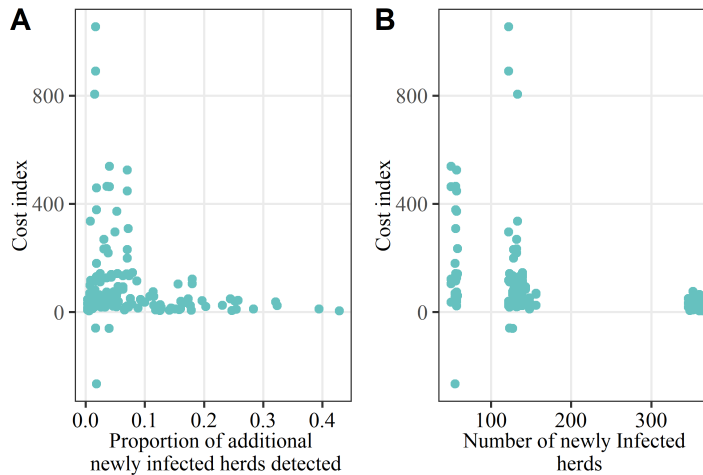 A
Cost index
800
400
0
0.0 0.1 0.2 0.3 0.4
Proportion of additional
newly infected herds detected
B
Cost index
800
400
0
100 200 300
Number of newly Infected
herds